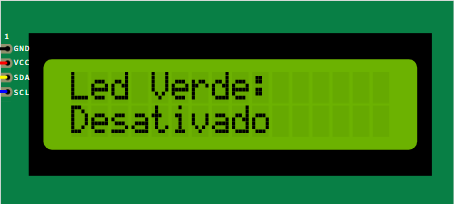 1
GND
VCC
SDA
SCL
Led Verde:
Desativado